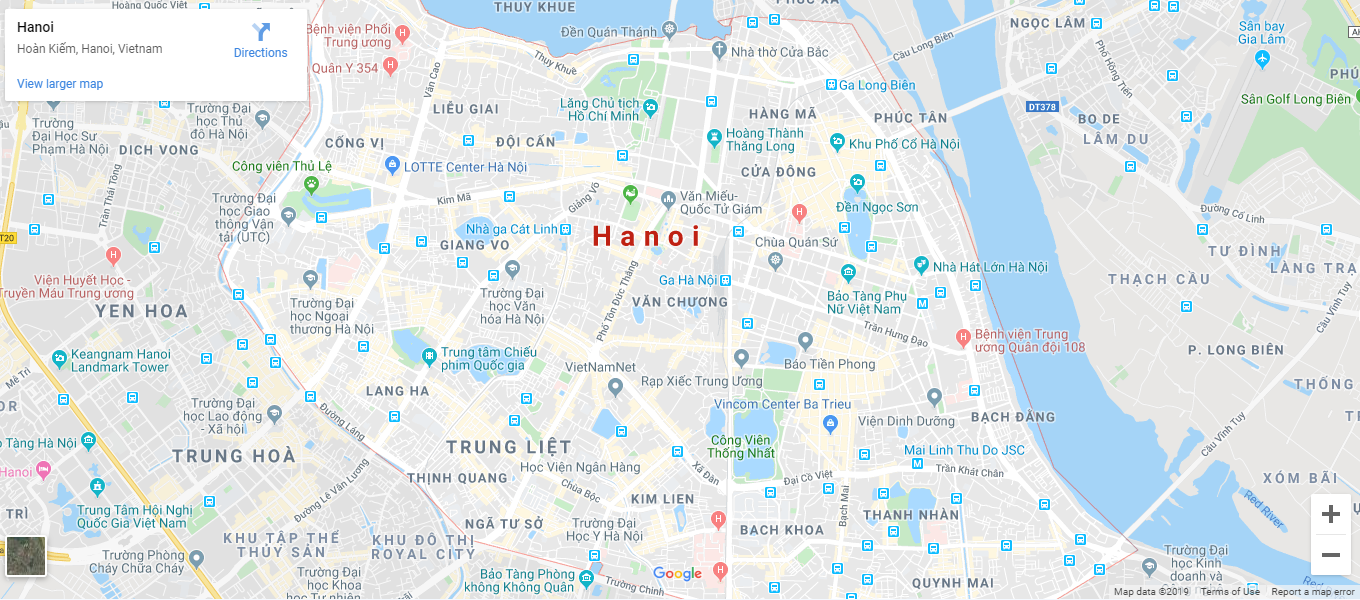 Hanoi
Hoàn Kiếm, Hanoi, Vietnam
Directions
View larger map
Hoàng Quốc Việt
THUY KHUE
Bệnh viện Phổi
Trung ương
Quân Y 354
Đền Quán Thánh
PHÚC XÁ
Nhà thờ Cửa Bắc
Cầu Long Biên
NGỌC LÂM
Phố Hồng Tiến
Sân bay
Gia Lâm
Sân Golf Long Biên
Văn Cao
Thụy Khuê
LIỄU GIAI
Lăng Chủ tịch
Hồ Chí Minh
HÀNG MÃ
Ga Long Biên
PHÚC TÂN
DT378
BO DE
LÂM DU
Trường Đại
học Thủ
đô Hà Nội
Trường
Đại Học Sư
Phạm Hà Nội
DICH VONG
CỐNG VỊ
ĐỘI CẤN
Hoàng Thành
Thăng Long
Khu Phố Cổ Hà Nội
CỬA ĐÔNG
Công viên Thủ Lệ
LOTTE Center Hà Nội
Trần Thái Tông
Kim Mã
Giảng Võ
Văn Miếu-
Quốc Tử Giám
Đền Ngọc Sơn
Trường Đại
học Giao
thông Vận
tải (UTC)
T20
Nhà ga Cát Linh
Hanoi
GIANG VO
Chùa Quán Sứ
Đường Cổ Linh
TƯ ĐÌNH
THẠCH CẦU
LÀNG TRẠ
Viện Huyết Học -
Truyền Máu Trung ương
YEN HOA
Trường Đại
học Ngoại
thương Hà Nội
Trường Đại
học Văn
hóa Hà Nội
Phố Tôn Đức Thắng
Ga Hà Nội
VĂN CHƯƠNG
Nhà Hát Lớn Hà Nội
Bảo Tàng Phụ
Nữ Việt Nam
Trần Hưng Đạo
Bệnh viện Trung
ương Quân đội 108
Cầu Vĩnh Tuy
P. LONG BIÊN
Keangnam Hanoi
Landmark Tower
Mễ Trì
Trung tâm Chiếu
phim Quốc gia
VietNamNet
Rạp Xiếc Trung Ương
Báo Tiền Phong
THỐNG
LANG HA
Trường Đại
học Lao động
- Xã hội
Đường Láng
Vincom Center Ba Trieu
Viện Dinh Dưỡng
BẠCH ĐẰNG
Cầu Vĩnh Tuy
Tàng Hà Nội
TRUNG HOÀ
TRUNG LIỆT
Công Viên
Thống Nhất
Mai Linh Thu Do JSC
Hanoi
THỊNH QUANG
Học Viện Ngân Hàng
Xã Đàn
Đại Cồ Việt
Trần Khát Chân
XÓM BÃI
Đường Lê Văn Lương
Chùa Bộc
KIM LIEN
Bạch Mai
Red River
TRÌ
Trung Tâm Hội Nghị
Quốc Gia Việt Nam
NGÃ TƯ SỞ
Trường Đại
Học Y Hà Nội
BACH KHOA
THANH NHÀN
KHU TẬP THỂ
THỦY SẢN
KHU ĐÔ THỊ
ROYAL CITY
Trường Phòng
Cháy Chữa Cháy
Trường Đại
học Khoa
học Tự nhiên
Bảo Tàng Phòng
không Không Quân
Trường Chinh
Google
QUYNH MAI
Trường Đại
học Kinh
doanh và
Map data ©2019
Terms of Use
Report a map error